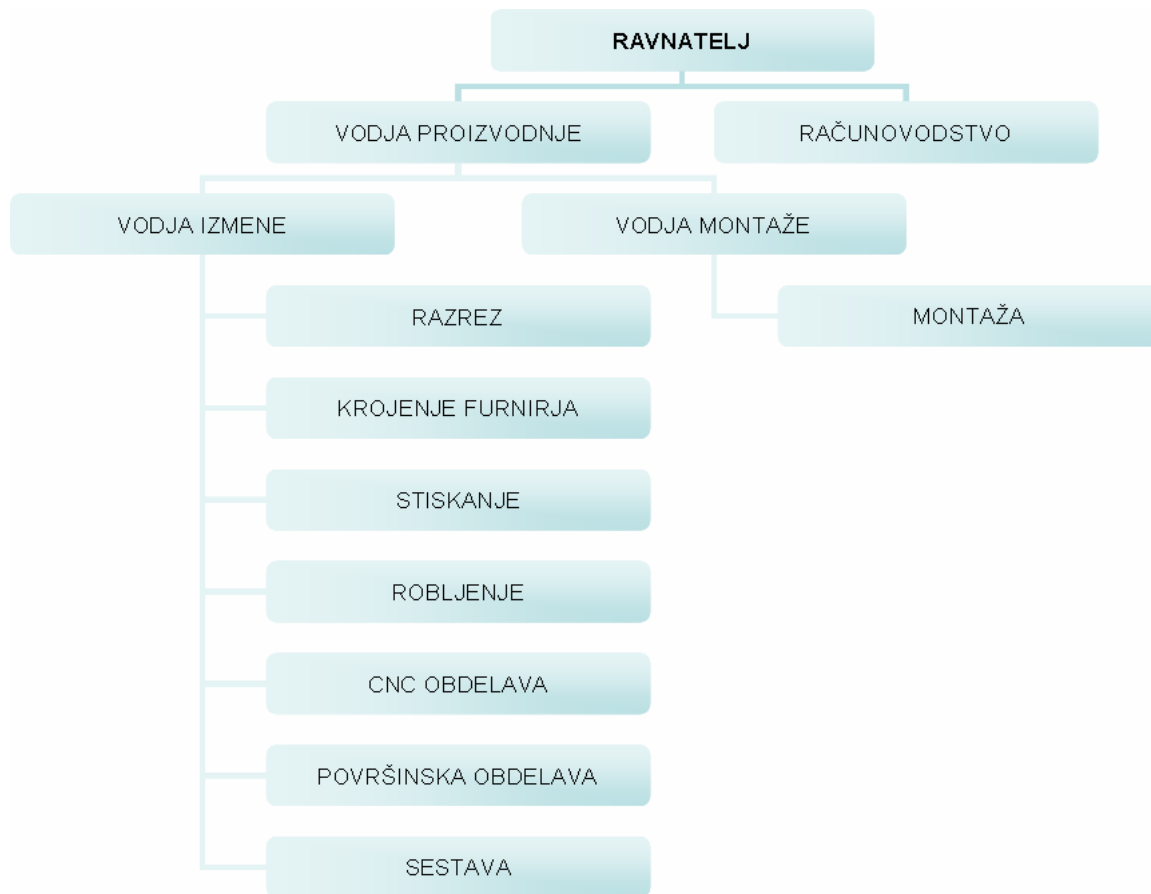 RAVNATELJ
VODJA PROIZVODNJE
RAČUNOVODSTVO
VODJA IZMENE
VODJA MONTAŽE
RAZREZ
MONTAŽA
KROJENJE FURNIRJA
STISKANJE
ROBLJENJE
CNC OBDELAVA
POVRŠINSKA OBDELAVA
SESTAVA